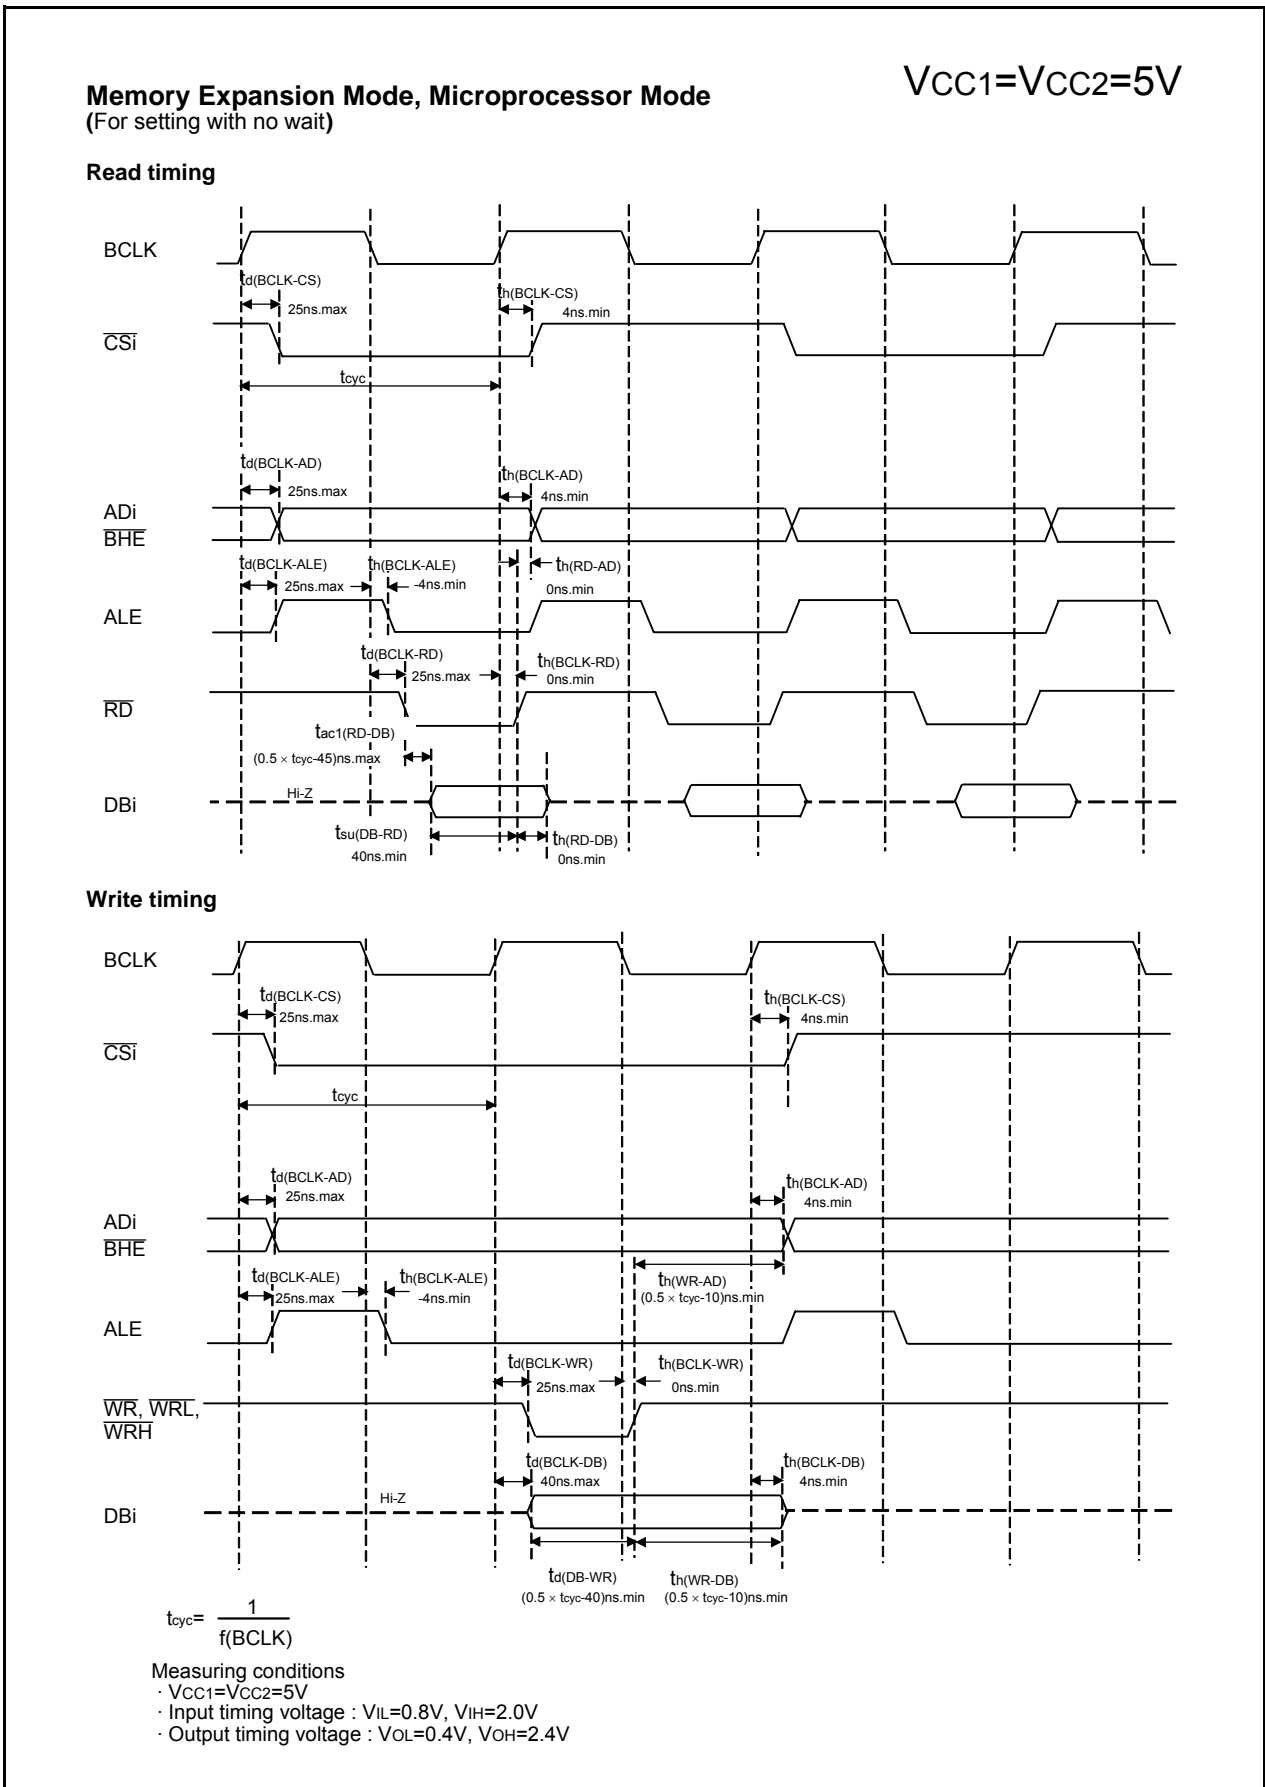 VCC1=VCC2=5V
Memory Expansion Mode, Microprocessor Mode
(For setting with no wait)
Read timing
BCLK
td(BCLK-CS)
25ns.max
th(BCLK-CS)
4ns.min
CSi
tcyc
td(BCLK-AD)
25ns.max
th(BCLK-AD)
4ns.min
ADi
BHE
td(BCLK-ALE)
25ns.max
th(BCLK-ALE)
-4ns.min
th(RD-AD)
0ns.min
ALE
td(BCLK-RD)
25ns.max
th(BCLK-RD)
0ns.min
RD
tac1(RD-DB)
(0.5 × tcyc-45)ns.max
Hi-Z
DBi
tsu(DB-RD)
40ns.min
th(RD-DB)
0ns.min
Write timing
BCLK
td(BCLK-CS)
25ns.max
th(BCLK-CS)
4ns.min
CSi
tcyc
td(BCLK-AD)
25ns.max
th(BCLK-AD)
4ns.min
ADi
BHE
td(BCLK-ALE)
25ns.max
th(BCLK-ALE)
-4ns.min
th(WR-AD)
(0.5 × tcyc-10)ns.min
ALE
td(BCLK-WR)
25ns.max
th(BCLK-WR)
0ns.min
WR, WRL,
WRH
td(BCLK-DB)
40ns.max
th(BCLK-DB)
4ns.min
Hi-Z
DBi
td(DB-WR)
(0.5 × tcyc-40)ns.min
th(WR-DB)
(0.5 × tcyc-10)ns.min
tcyc= 1
f(BCLK)
Measuring conditions
· VCC1=VCC2=5V
· Input timing voltage : VIL=0.8V, VIH=2.0V
· Output timing voltage : VOL=0.4V, VOH=2.4V